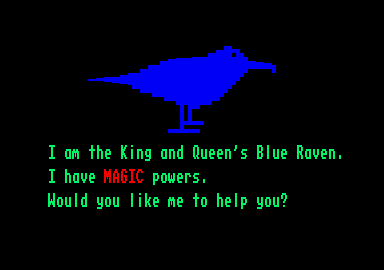 I am the King and Queen's Blue Raven.
I have MAGIC powers.
Would you like me to help you?